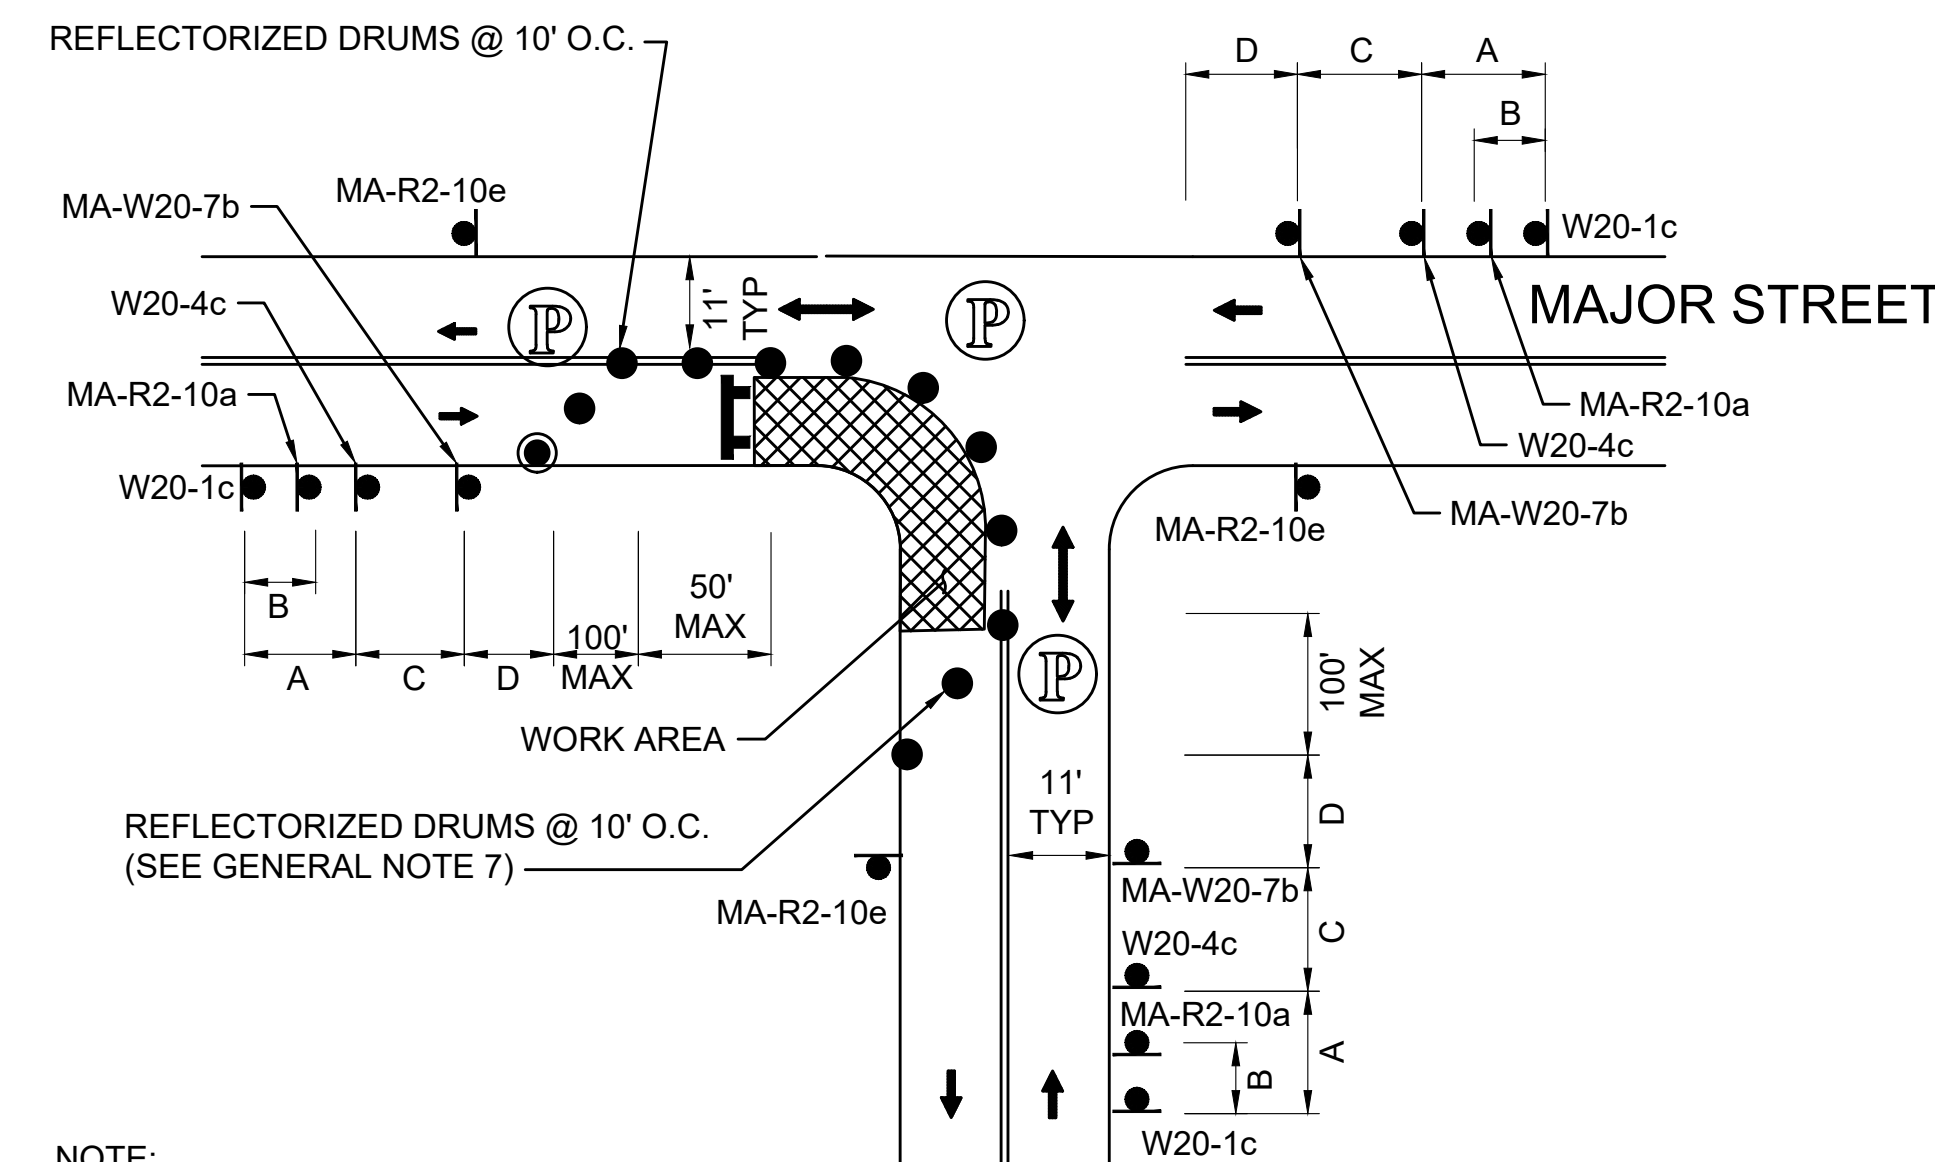 REFLECTORIZED DRUMS @ 10' O.C.
D
C
A
B
MA-R2-10e
MA-W20-7b
W20-1c
W20-4c
11'
TYP
P
P
MAJOR STREET
MA-R2-10a
MA-R2-10a
W20-4c
W20-1c
MA-W20-7b
MA-R2-10e
B
50'
MAX
100'
MAX
A
C
D
P
100'
MAX
WORK AREA
11'
TYP
D
REFLECTORIZED DRUMS @ 10' O.C.
(SEE GENERAL NOTE 7)
MA-W20-7b
MA-R2-10e
C
W20-4c
MA-R2-10a
A
B
W20-1c
NOTE: